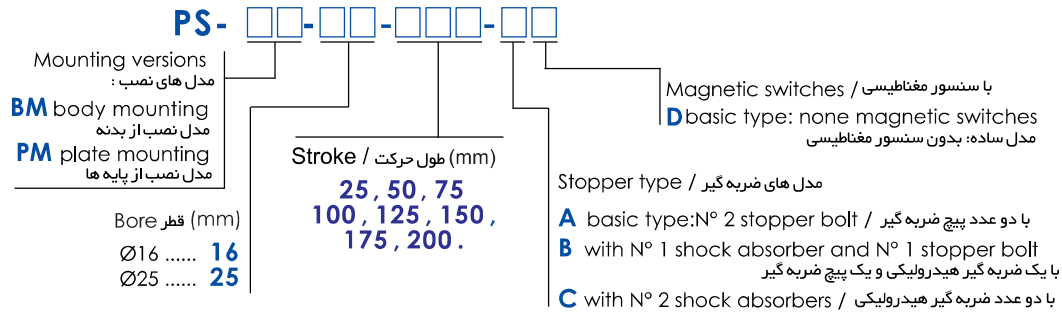 PS- □□-□□-□□□-□□
Mounting versions
مدل های نصب :
BM body mounting
مدل نصب از بدنه
PM plate mounting
مدل نصب از پایه ها
Bore قطر (mm)
Ø16 ...... 16
Ø25 ...... 25
Stroke / طول حرکت (mm)
25 , 50 , 75
100 , 125 , 150 ,
175 , 200 .
Magnetic switches / با سنسور مغناطیسی
D basic type: none magnetic switches
مدل ساده: بدون سنسور مغناطیسی
Stopper type / مدل های ضربه گیر
A basic type:N° 2 stopper bolt / با دو عدد پیچ ضربه گیر
B with N° 1 shock absorber and N° 1 stopper bolt
با یک ضربه گیر هیدرولیکی و یک پیچ ضربه گیر
C with N° 2 shock absorbers / با دو عدد ضربه گیر هیدرولیکی